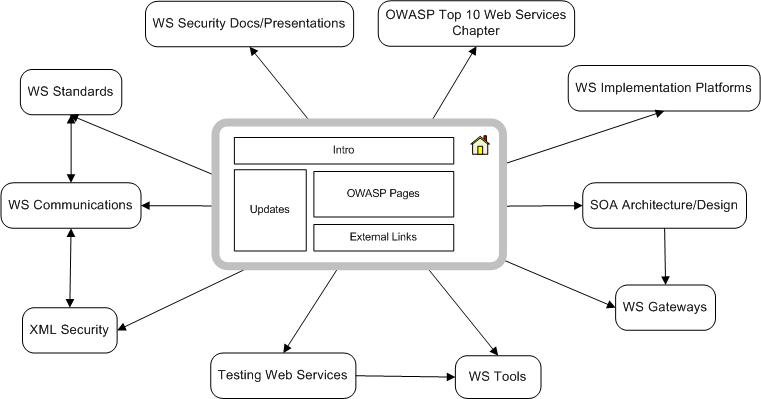 WS Security Docs/Presentations
OWASP Top 10 Web Services
Chapter
WS Standards
WS Implementation Platforms
Intro
Updates
OWASP Pages
External Links
WS Communications
SOA Architecture/Design
XML Security
WS Gateways
Testing Web Services
WS Tools